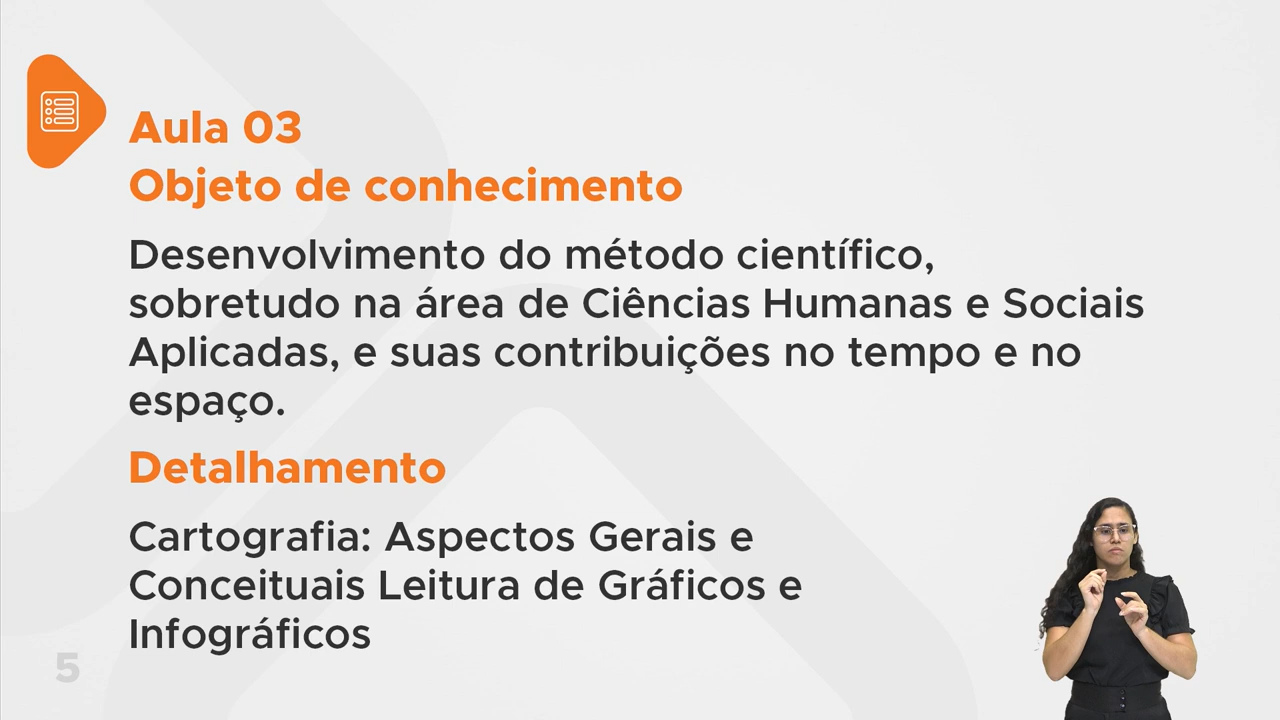 Aula 03
Objeto de conhecimento
Desenvolvimento do método científico,
sobretudo na área de Ciências Humanas e Sociais
Aplicadas, e suas contribuições no tempo e no
espaço.
Detalhamento
Cartografia: Aspectos Gerais e
Conceituais Leitura de Gráficos e
Infográficos
5